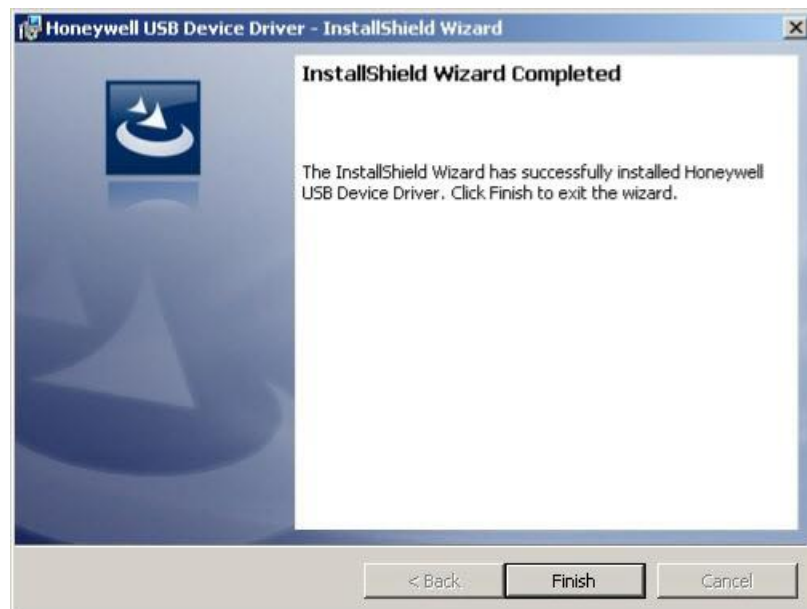 Honeywell USB Device Driver - InstallShield Wizard
InstallShield Wizard Completed
The InstallShield Wizard has successfully installed Honeywell
USB Device Driver. Click Finish to exit the wizard.
< Back
Finish
Cancel